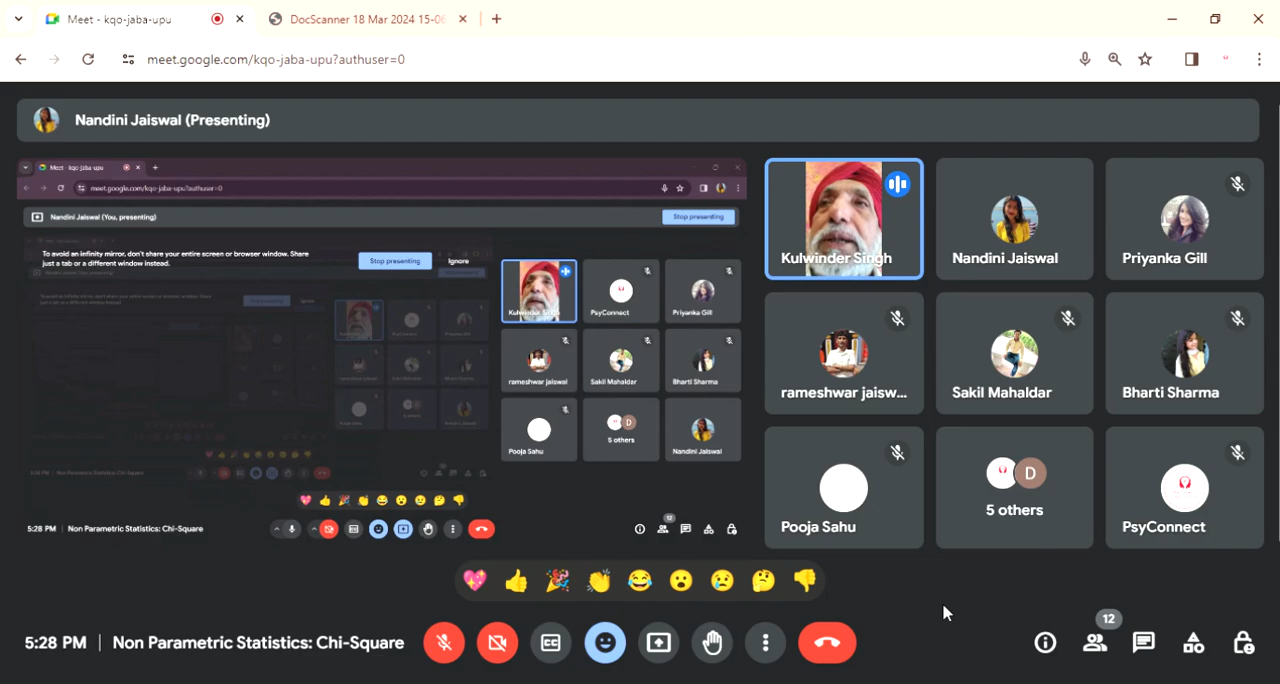 Meet - kqo-jaba-upu
DocScanner 18 Mar 2024 15-06
meet.google.com/kqo-jaba-upu?authuser=0
Nandini Jaiswal (Presenting)
Meet - kqo-jaba-upu
meet.google.com/kqo-jaba-upu?authuser=0
Nandini Jaiswal (You, presenting)
Stop presenting
To avoid an infinity mirror, don't share your entire screen or browser window. Share
just a tab or a different window instead.
Stop presenting
Ignore
Kulwinder Singh
PsyConnect
Priyanka Gill
rameshwar jaiswal
Sakil Mahaldar
Bharti Sharma
Pooja Sahu
D
5 others
Nandini Jaiswal
5:28 PM | Non Parametric Statistics: Chi-Square
12
Kulwinder Singh
Nandini Jaiswal
Priyanka Gill
rameshwar jaisw...
Sakil Mahaldar
Bharti Sharma
Pooja Sahu
D
5 others
PsyConnect
5:28 PM | Non Parametric Statistics: Chi-Square
CC
12